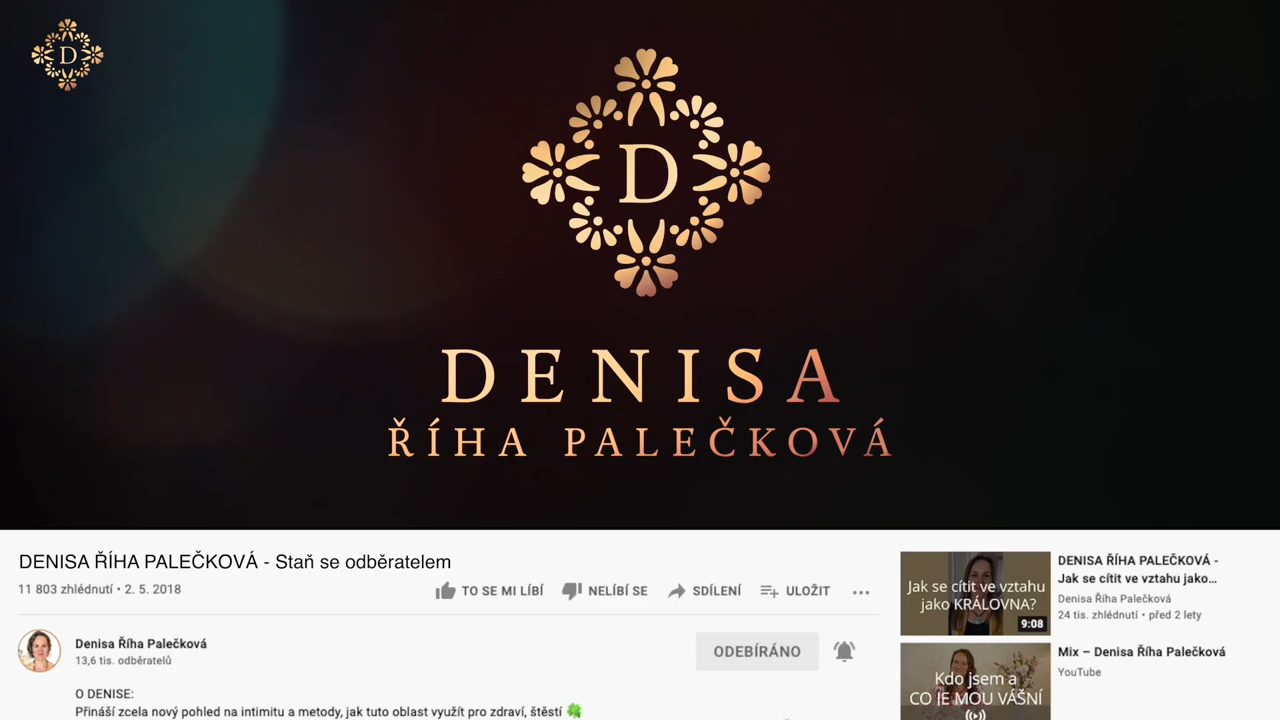 D
D
DENISA
ŘÍHA PALEČKOVÁ
DENISA ŘÍHA PALEČKOVÁ - Staň se odběratelem
11 803 zhlédnutí • 2. 5. 2018
TO SE MI LÍBÍ
NELÍBÍ SE
SDÍLENÍ
ULOŽIT
Denisa Říha Palečková
13,6 tis. odběratelů
ODEBÍRÁNO
O DENISE:
Přináší zcela nový pohled na intimitu a metody, jak tuto oblast využít pro zdraví, štěstí 🍀
Jak se cítit ve vztahu
jako KRÁLOVNA?
9:08
DENISA ŘÍHA PALEČKOVÁ -
Jak se cítit ve vztahu jako…
Denisa Říha Palečková
24 tis. zhlédnutí • před 2 lety
Kdo jsem a
CO JE MOU VÁŠNÍ
Mix – Denisa Říha Palečková
YouTube